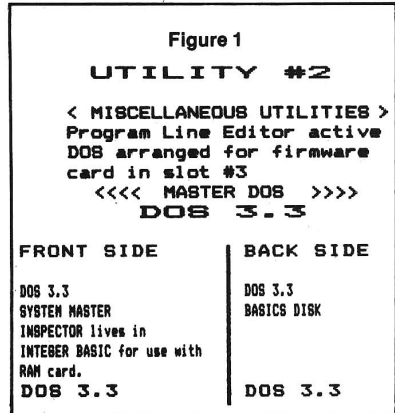 Figure 1
UTILITY #2
< MISCELLANEOUS UTILITIES >
Program Line Editor active
DOS arranged for firmware
card in slot #3
<<<< MASTER DOS >>>>
DOS 3.3
FRONT SIDE
DOS 3.3
SYSTEM MASTER
INSPECTOR lives in
INTEGER BASIC for use with
RAM card.
DOS 3.3
BACK SIDE
DOS 3.3
BASICS DISK
DOS 3.3